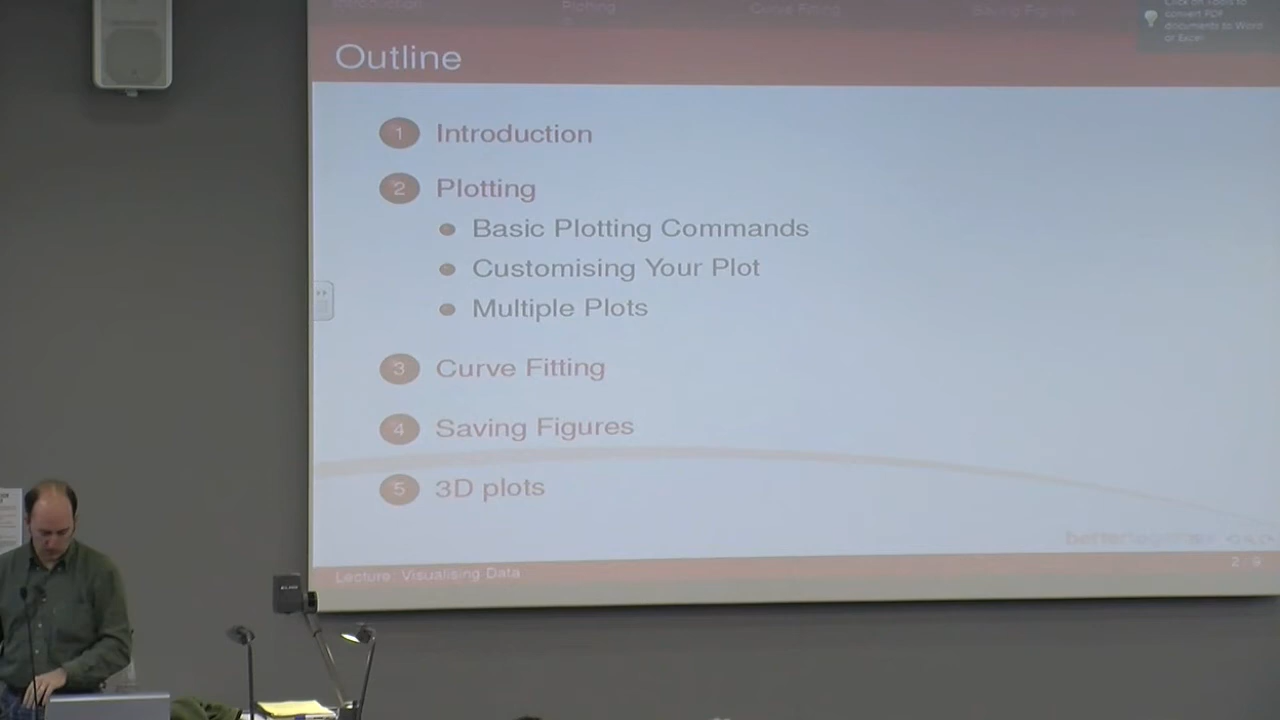 Introduction Plotting Curve Fitting Saving Figures
Click on Tools to
convert PDF
documents to Word
or Excel
Outline
1 Introduction
2 Plotting
Basic Plotting Commands
Customising Your Plot
Multiple Plots
3 Curve Fitting
4 Saving Figures
5 3D plots
Lecture: Visualising Data